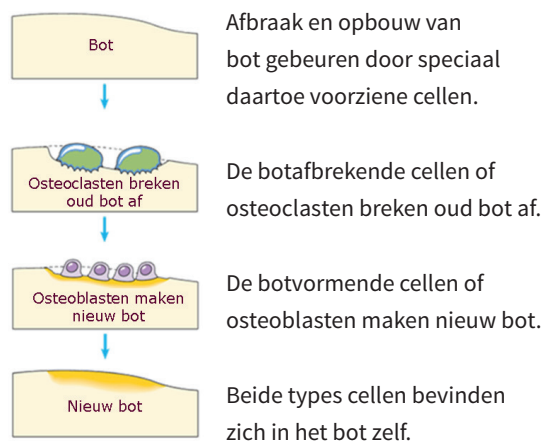 Bot
Afbraak en opbouw van
bot gebeuren door speciaal
daartoe voorziene cellen.
Osteoclasten breken
oud bot af
De botafbrekende cellen of
osteoclasten breken oud bot af.
Osteoblasten maken
nieuw bot
De botvormende cellen of
osteoblasten maken nieuw bot.
Nieuw bot
Beide types cellen bevinden
zich in het bot zelf.